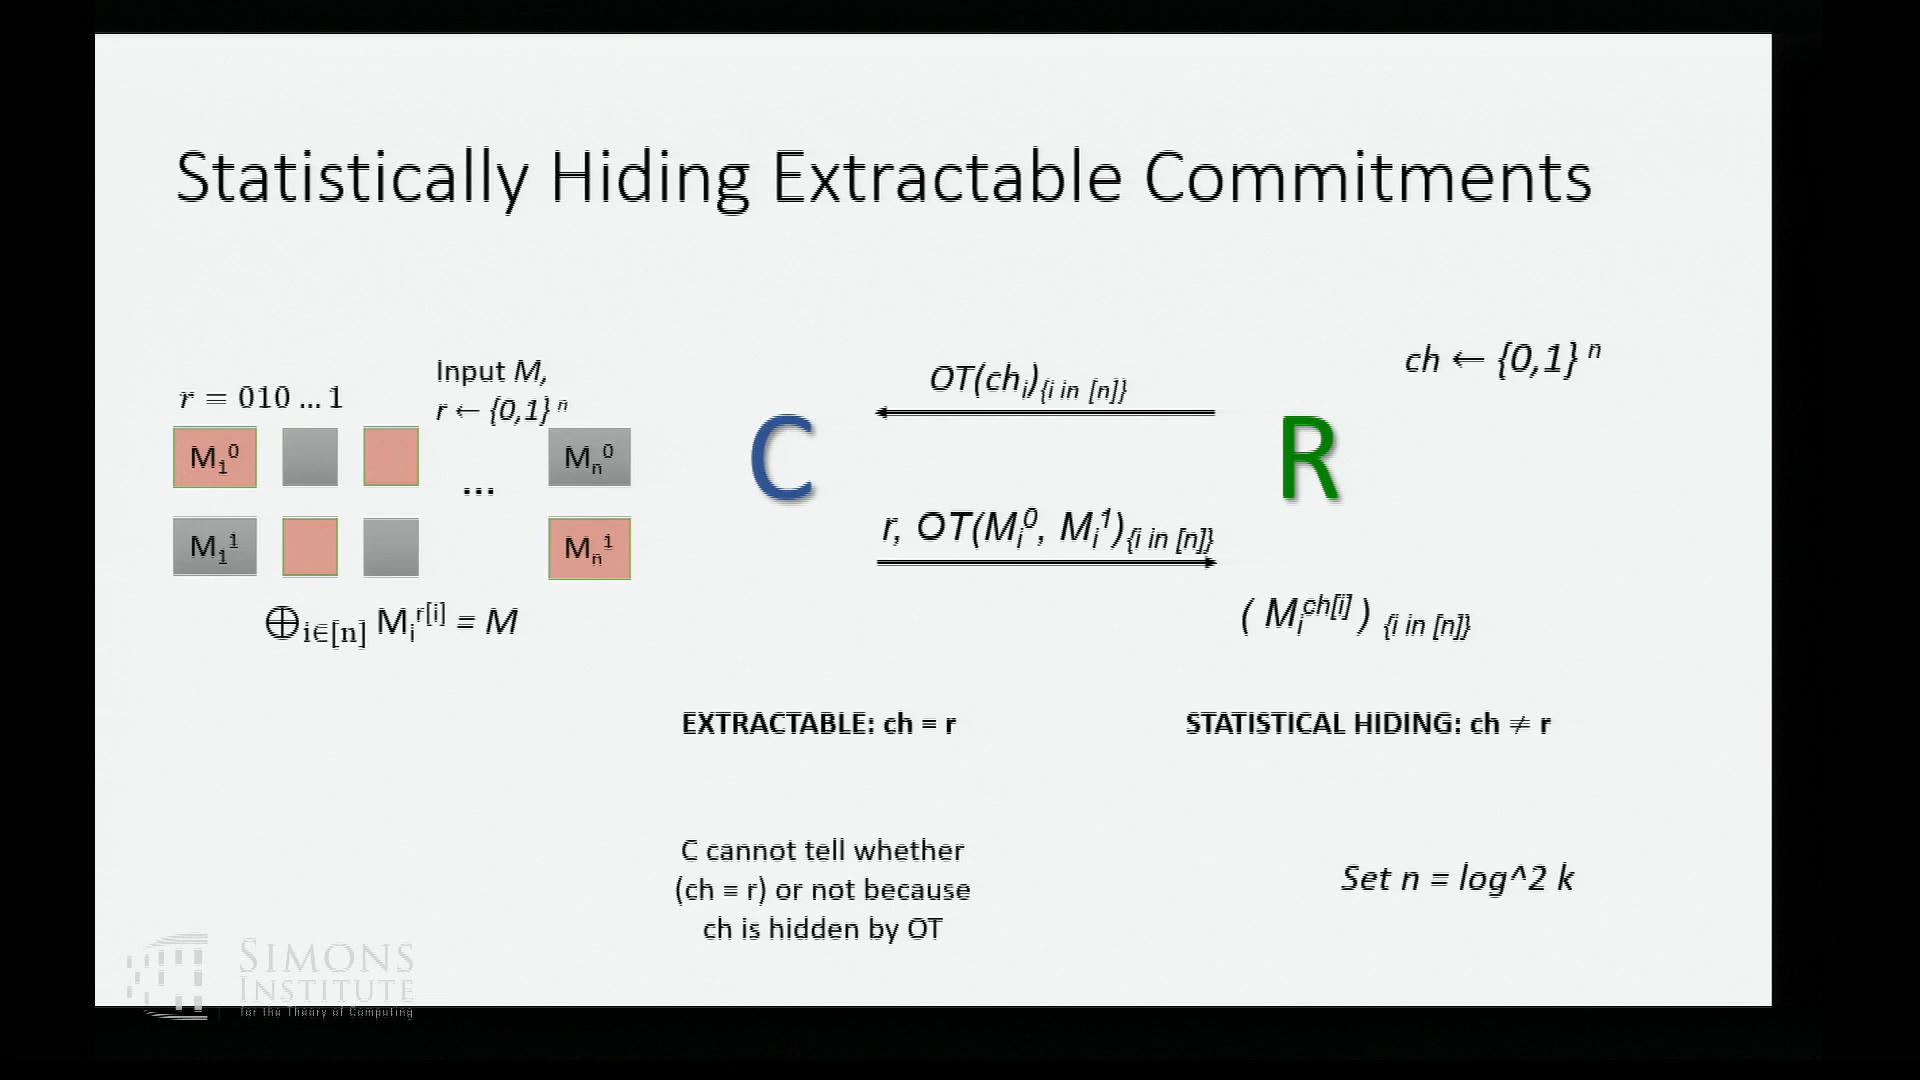 Statistically Hiding Extractable Commitments
Input M,
r ← {0,1}ⁿ
r = 010 … 1
M₁⁰
...
Mₙ⁰
M₁¹
Mₙ¹
⊕_{i∈[n]} Mᵢ^{r[i]} = M
C
R
OT(chᵢ)_{i in [n]}
ch ← {0,1}ⁿ
r, OT(Mᵢ⁰, Mᵢ¹)_{i in [n]}
( Mᵢ^{ch[i]} )_{i in [n]}
EXTRACTABLE: ch = r
STATISTICAL HIDING: ch ≠ r
C cannot tell whether
(ch = r) or not because
ch is hidden by OT
Set n = log^2 k
SIMONS
INSTITUTE
for the Theory of Computing